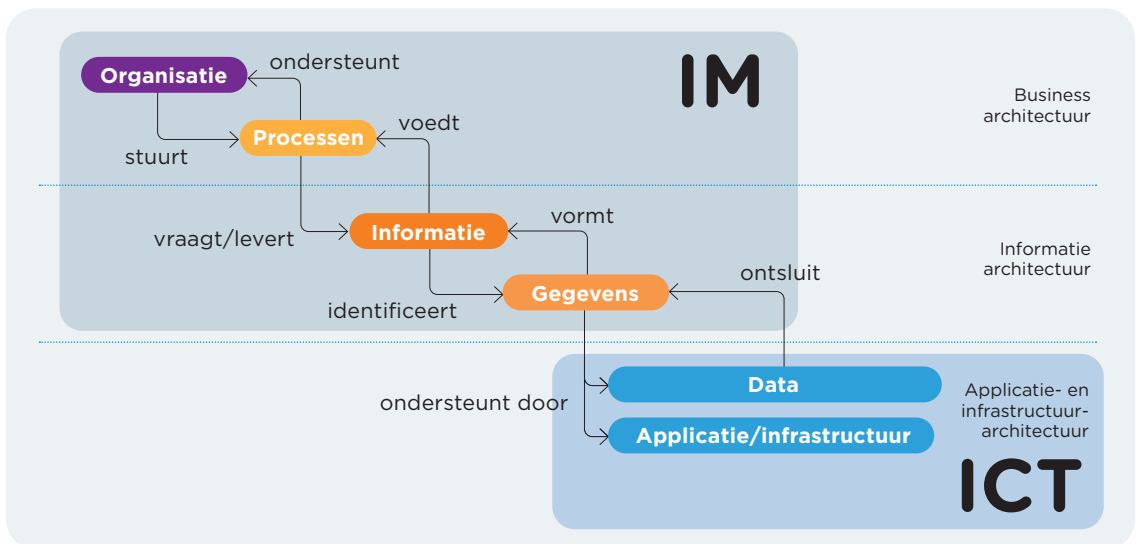 ondersteunt
IM
Organisatie
Business
architectuur
voedt
Processen
stuurt
vormt
Informatie
vraagt/levert
Informatie
architectuur
ontsluit
Gegevens
identificeert
Data
Applicatie- en
infrastructuur-
architectuur
ondersteunt door
Applicatie/infrastructuur
ICT